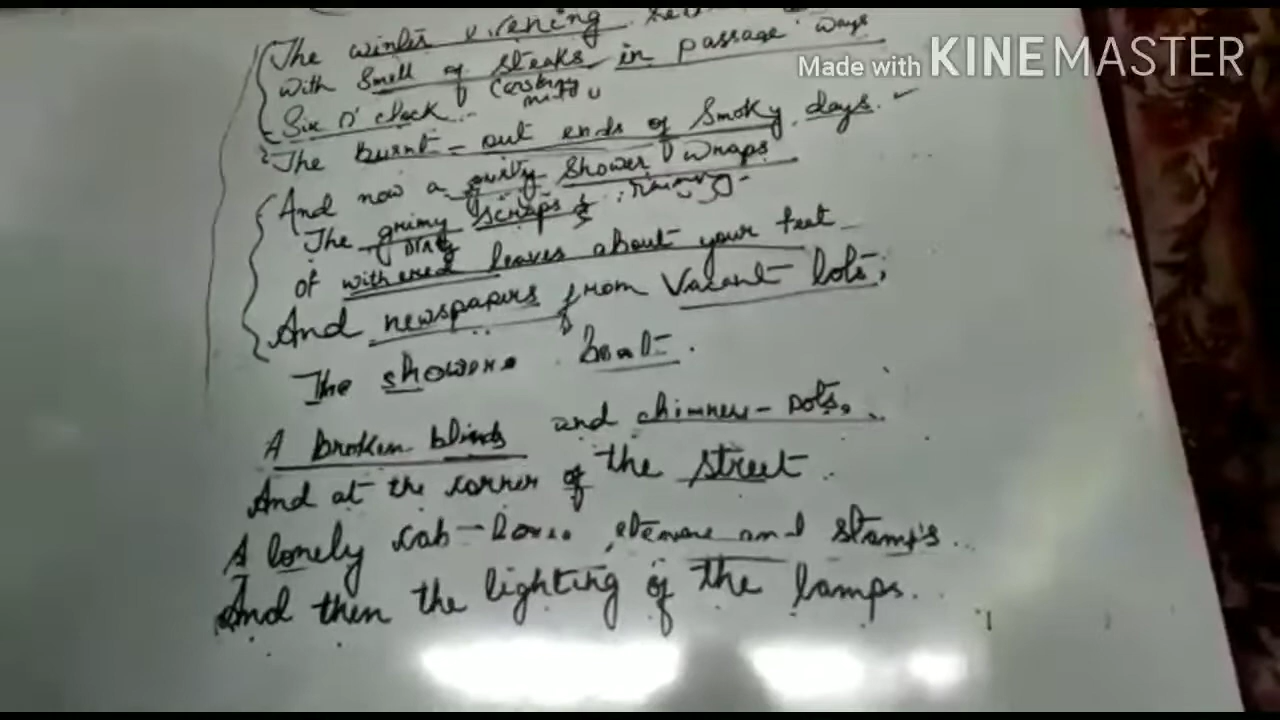 The winter evening
with Smell of steaks in passage ways
Made with KINEMASTER
Six O' clock.
The Burnt - out ends of Smoky days.
And now a gusty Shower wraps
The grimy scraps
Dirty
of withered leaves about your feet
And newspapers from Vacant lots;
The showers beat.
A broken blinds and chimney - pots,
And at the corner of the street
A lonely cab - and stamps
And then the lighting of the lamps.